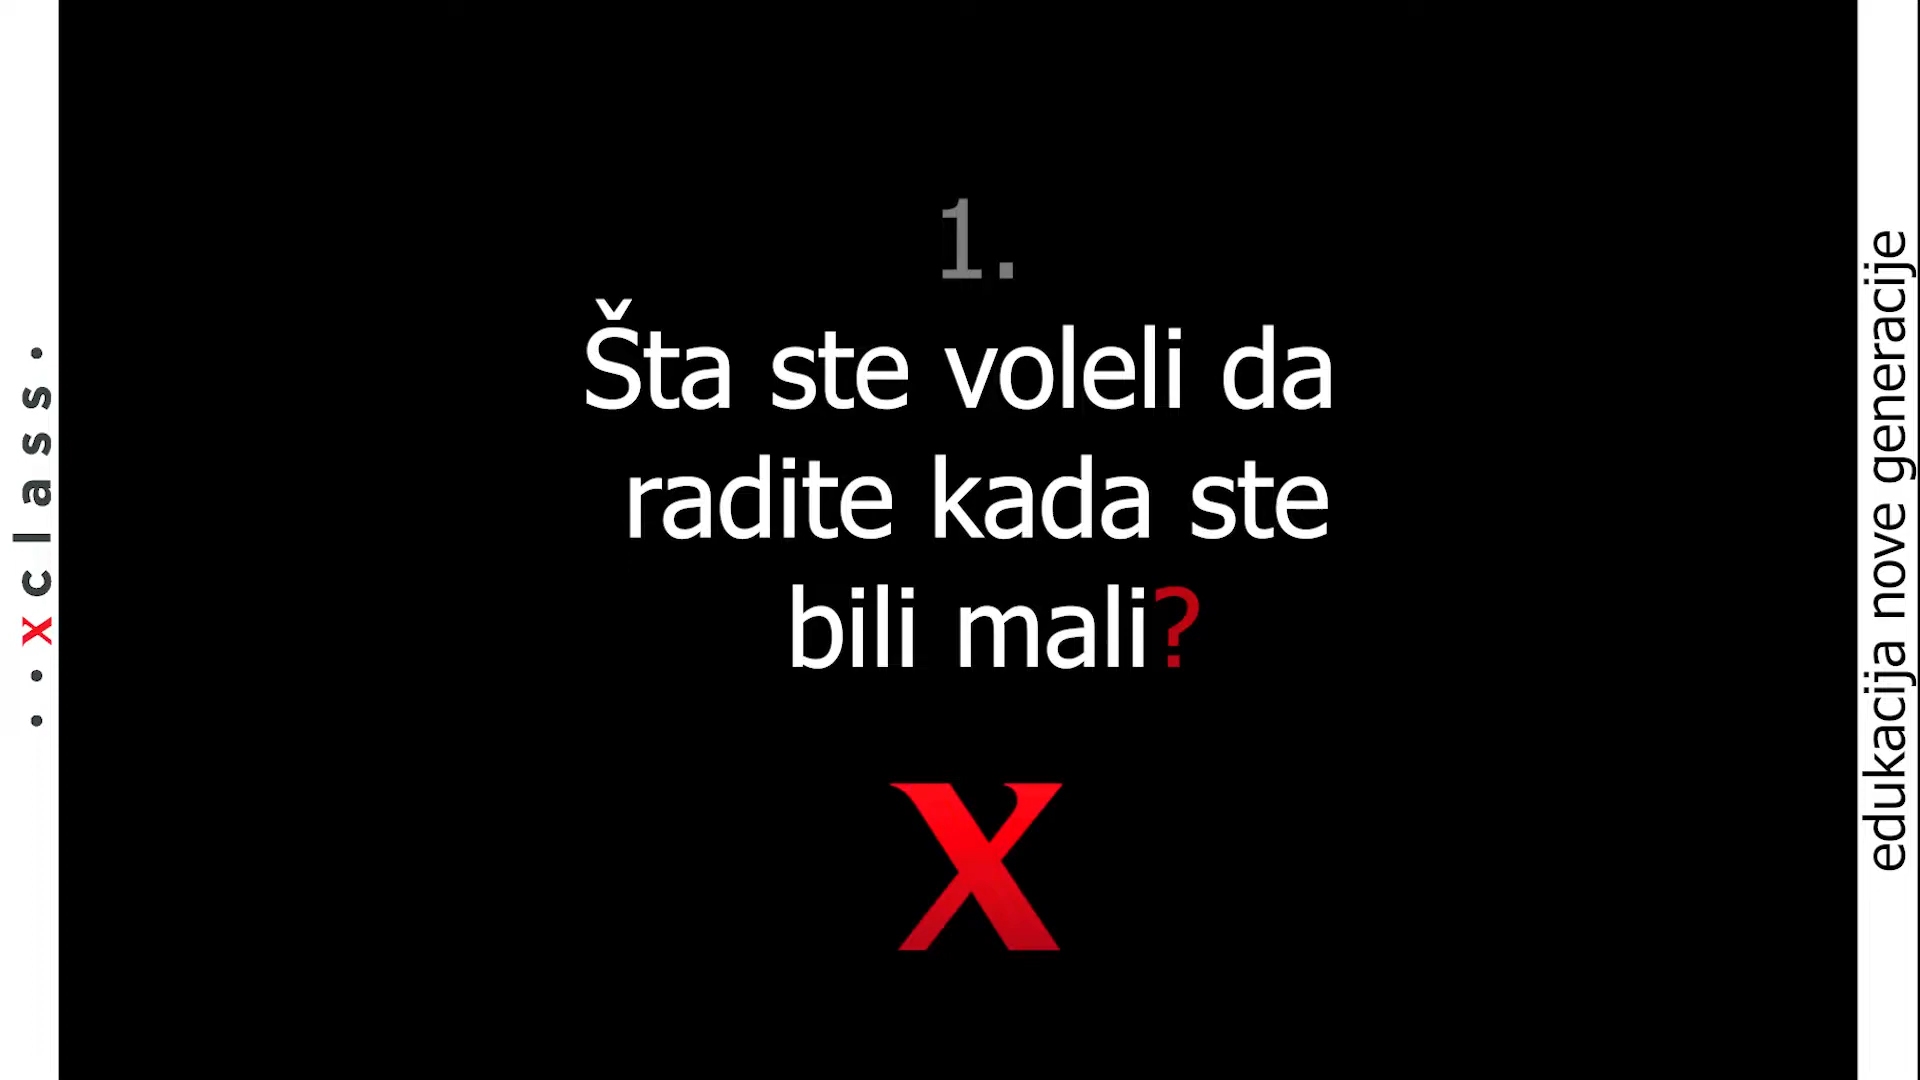 · · xclass ·
1.
Šta ste voleli da
radite kada ste
bili mali?
X
edukacija nove generacije